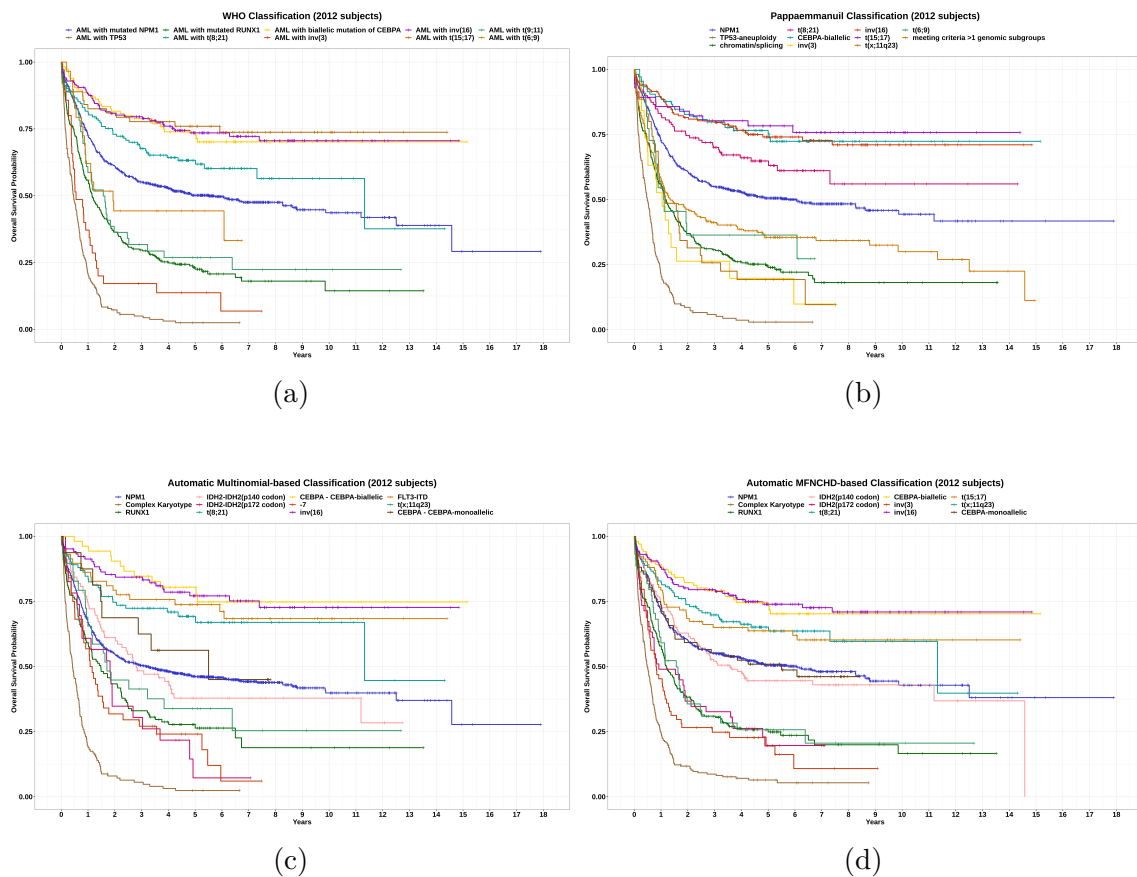 WHO Classification (2012 subjects)
AML with mutated NPM1 AML with mutated RUNX1 AML with biallelic mutation of CEBPA AML with inv(16) AML with t(9;11)
AML with TP53 AML with t(8;21) AML with inv(3) AML with t(15;17) AML with t(6;9)
Overall Survival Probability
1.00
0.75
0.50
0.25
0.00
0 1 2 3 4 5 6 7 8 9 10 11 12 13 14 15 16 17 18
Years
(a)
Pappaemmanuil Classification (2012 subjects)
NPM1 t(8;21) inv(16) t(6;9)
TP53-aneuploidy CEBPA-biallelic t(15;17) meeting criteria >1 genomic subgroups
chromatin/splicing inv(3) t(x;11q23)
Overall Survival Probability
1.00
0.75
0.50
0.25
0.00
0 1 2 3 4 5 6 7 8 9 10 11 12 13 14 15 16 17 18
Years
(b)
Automatic Multinomial-based Classification (2012 subjects)
NPM1 IDH2-IDH2(p140 codon) CEBPA - CEBPA-biallelic FLT3-ITD
Complex Karyotype IDH2-IDH2(p172 codon) -7 t(x;11q23)
RUNX1 t(8;21) inv(16) CEBPA - CEBPA-monoallelic
Overall Survival Probability
1.00
0.75
0.50
0.25
0.00
0 1 2 3 4 5 6 7 8 9 10 11 12 13 14 15 16 17 18
Years
(c)
Automatic MFNCHD-based Classification (2012 subjects)
NPM1 IDH2(p140 codon) CEBPA-biallelic t(15;17)
Complex Karyotype IDH2(p172 codon) inv(3) t(x;11q23)
RUNX1 t(8;21) inv(16) CEBPA-monoallelic
Overall Survival Probability
1.00
0.75
0.50
0.25
0.00
0 1 2 3 4 5 6 7 8 9 10 11 12 13 14 15 16 17 18
Years
(d)